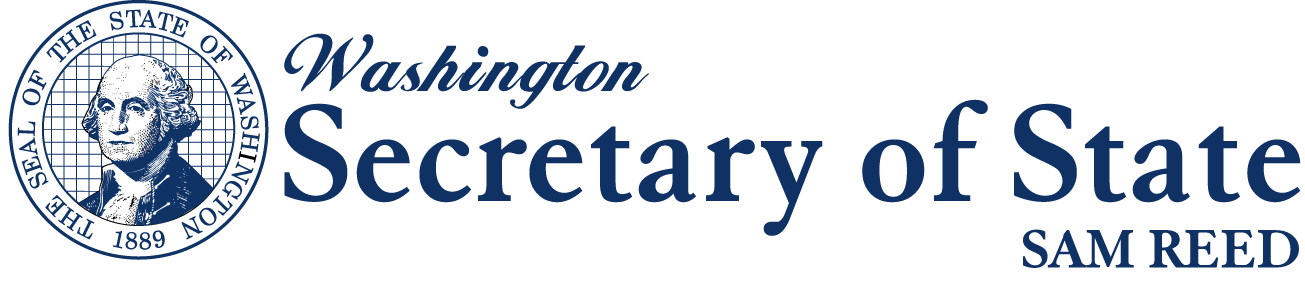 THE SEAL OF THE STATE OF WASHINGTON
1889
Washington
Secretary of State
SAM REED